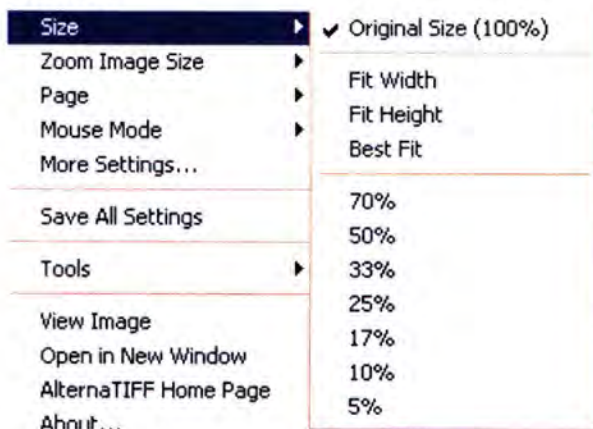 Size
Zoom Image Size
Page
Mouse Mode
More Settings...
Save All Settings
Tools
View Image
Open in New Window
AlternaTIFF Home Page
About...
Original Size (100%)
Fit Width
Fit Height
Best Fit
70%
50%
33%
25%
17%
10%
5%